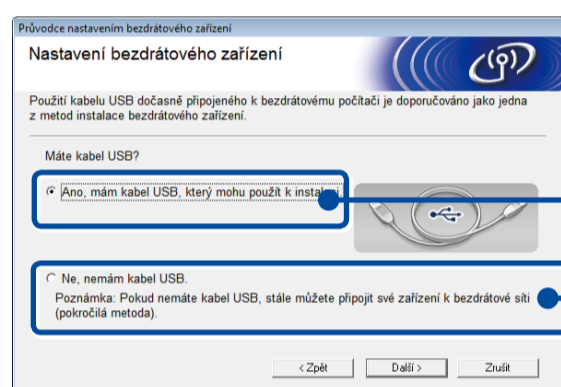 Průvodce nastavením bezdrátového zařízení
Nastavení bezdrátového zařízení
Použití kabelu USB dočasně připojeného k bezdrátovému počítači je doporučováno jako jedna
z metod instalace bezdrátového zařízení.
Máte kabel USB?
Ano, mám kabel USB, který mohu použít k
Ne, nemám kabel USB.
Poznámka: Pokud nemáte kabel USB, stále můžete připojit své zařízení k bezdrátové síti
(pokročilá metoda).
< Zpět
Další >
Zrušit